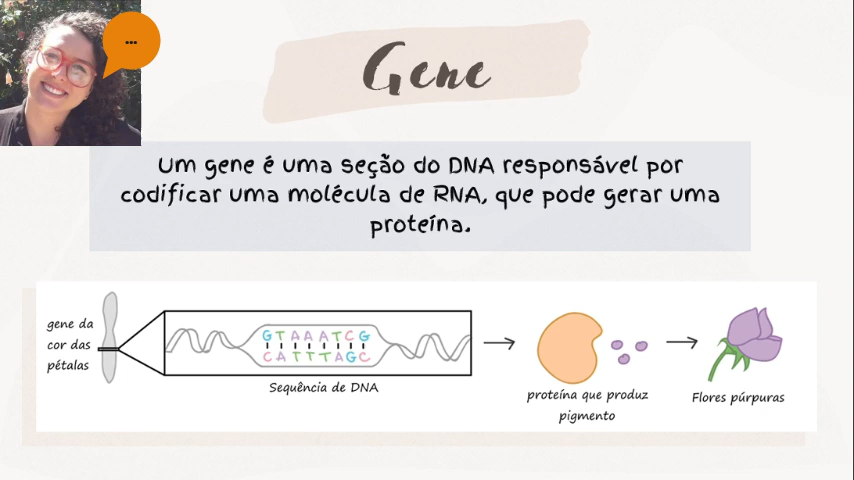 ...
Gene
Um gene é uma seção do DNA responsável por
codificar uma molécula de RNA, que pode gerar uma
proteína.
gene da
cor das
pétalas
GTAAATCG
CATTTAGC
Sequência de DNA
proteína que produz
pigmento
Flores púrpuras